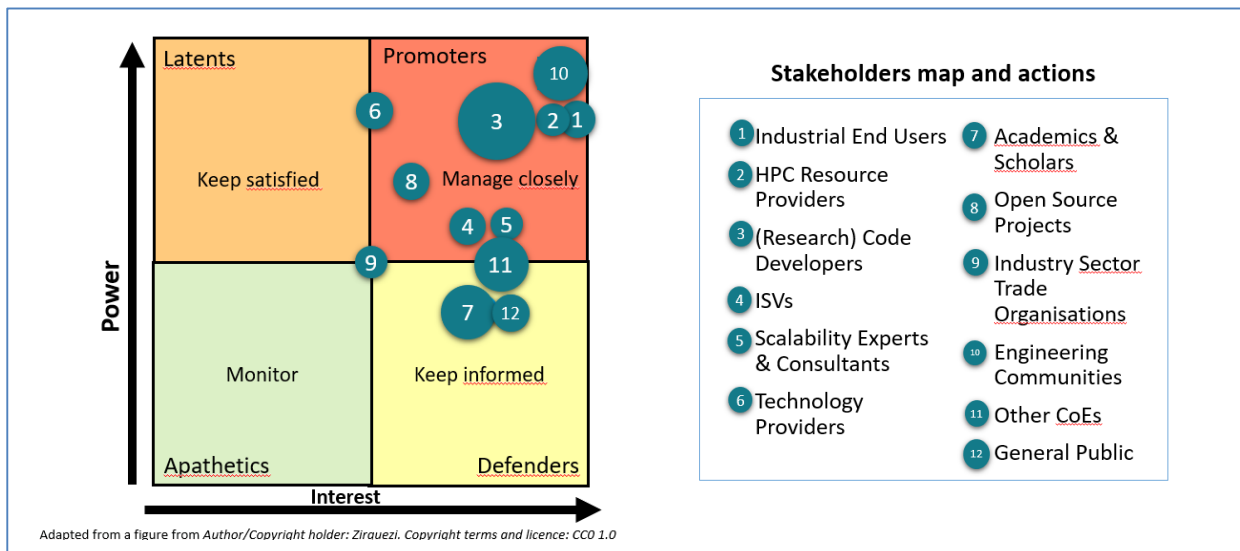 Latents
Promoters
10
6
3
2
1
Keep satisfied
8
Manage closely
4
5
9
11
7
12
Monitor
Keep informed
Apathetics
Defenders
Power
Interest
Adapted from a figure from Author/Copyright holder: Zirguezi. Copyright terms and licence: CC0 1.0
Stakeholders map and actions
1 Industrial End Users
2 HPC Resource
Providers
3 (Research) Code
Developers
4 ISVs
5 Scalability Experts
& Consultants
6 Technology
Providers
7 Academics &
Scholars
8 Open Source
Projects
9 Industry Sector
Trade
Organisations
10 Engineering
Communities
11 Other CoEs
12 General Public